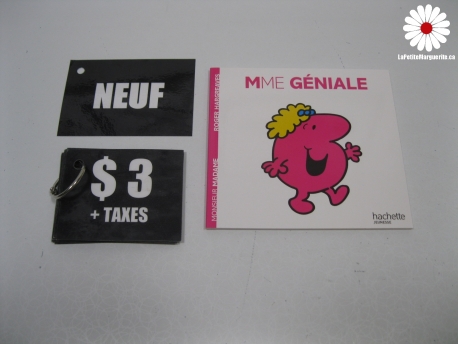 LaPetiteMarguerite.ca
NEUF
$ 3
+ TAXES
MME GÉNIALE
ROGER HARGREAVES
MONSIEUR MADAME
hachette
JEUNESSE